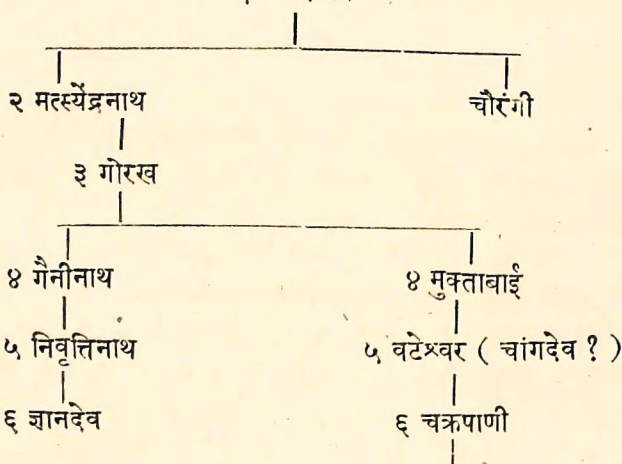 २ मत्स्येंद्रनाथ चौरंगी
३ गोरख
४ गैनीनाथ ४ मुक्ताबाई
५ निवृत्तिनाथ ५ वटेश्वर ( चांगदेव ? )
६ ज्ञानदेव ६ चक्रपाणी